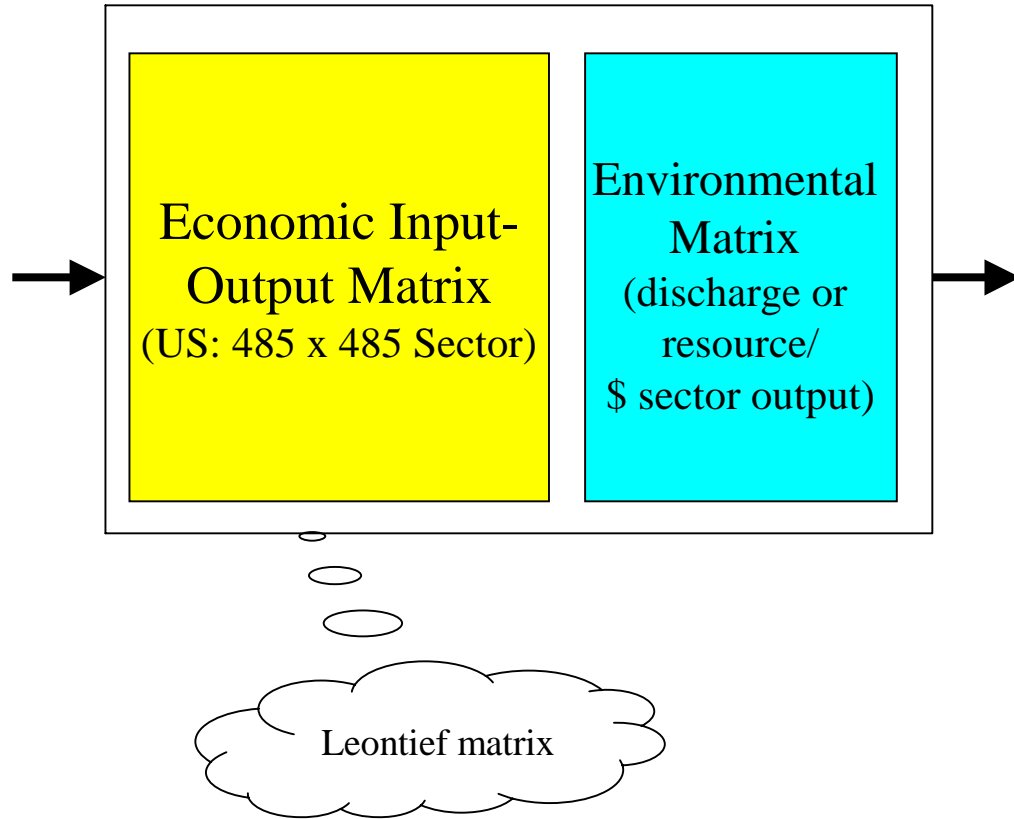 Economic Input-
Output Matrix
(US: 485 x 485 Sector)
Environmental
Matrix
(discharge or
resource/
$ sector output)
Leontief matrix